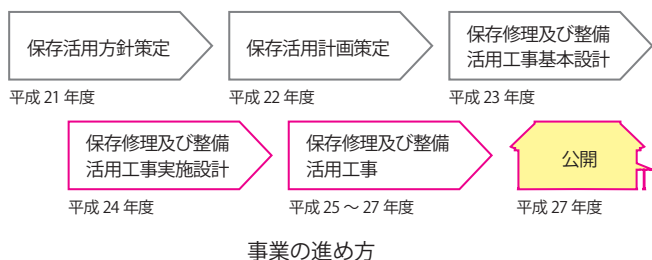 保存活用方針策定
平成 21 年度
保存活用計画策定
平成 22 年度
保存修理及び整備
活用工事基本設計
平成 23 年度
保存修理及び整備
活用工事実施設計
平成 24 年度
保存修理及び整備
活用工事
平成 25 ~ 27 年度
公開
平成 27 年度
事業の進め方